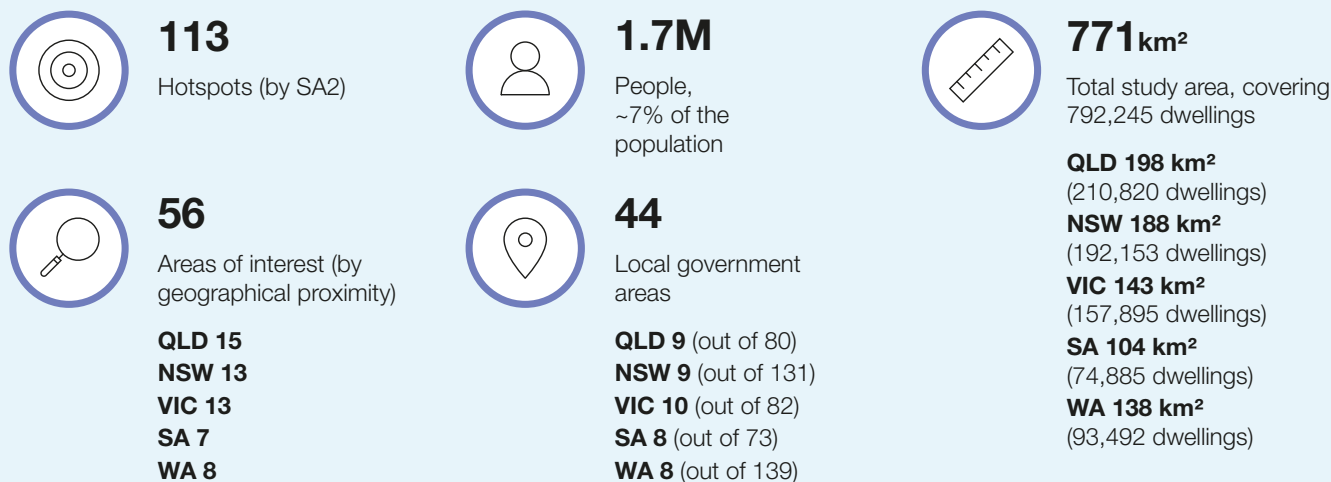 113
Hotspots (by SA2)
1.7M
People,
~7% of the
population
771km²
Total study area, covering
792,245 dwellings
QLD 198 km²
(210,820 dwellings)
NSW 188 km²
(192,153 dwellings)
VIC 143 km²
(157,895 dwellings)
SA 104 km²
(74,885 dwellings)
WA 138 km²
(93,492 dwellings)
56
Areas of interest (by
geographical proximity)
QLD 15
NSW 13
VIC 13
SA 7
WA 8
44
Local government
areas
QLD 9 (out of 80)
NSW 9 (out of 131)
VIC 10 (out of 82)
SA 8 (out of 73)
WA 8 (out of 139)